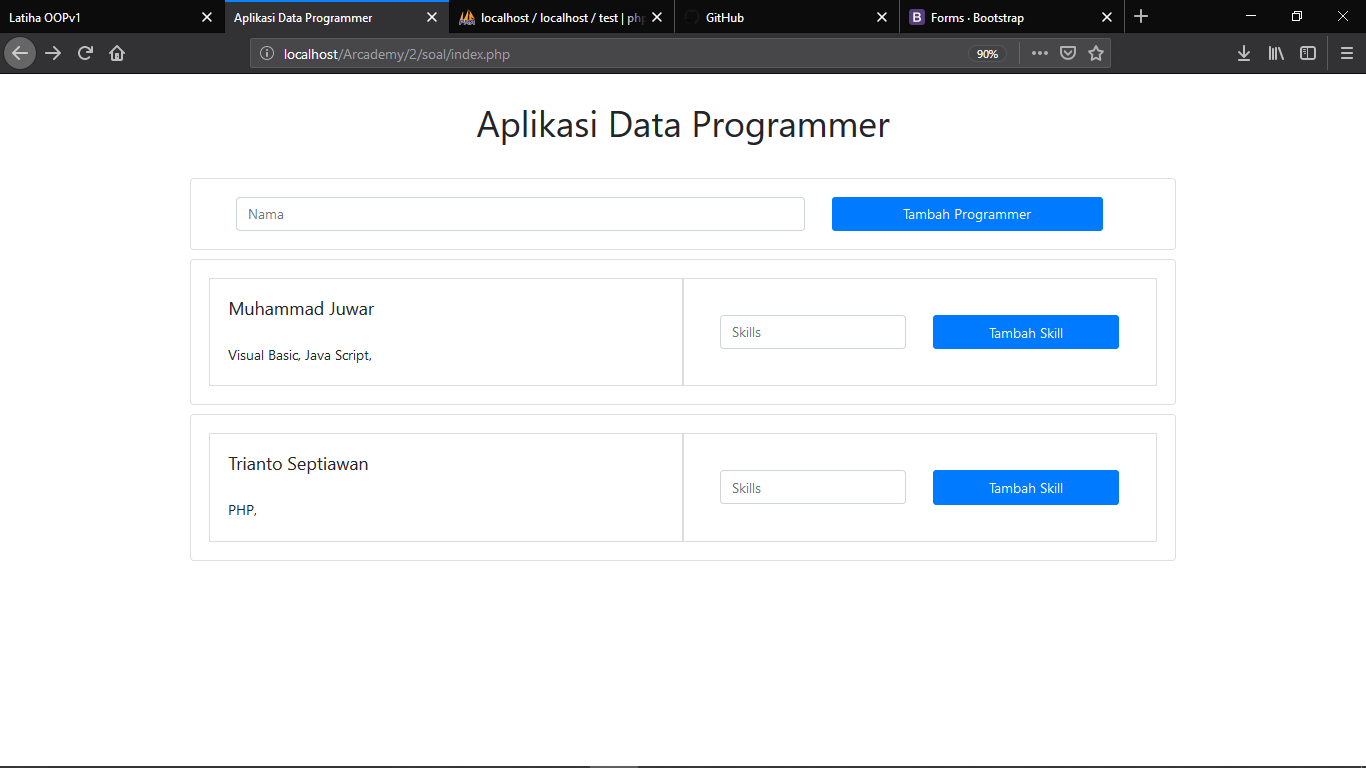 Latiha OOPv1
Aplikasi Data Programmer
localhost / localhost / test | php
GitHub
Forms · Bootstrap
localhost/Arcademy/2/soal/index.php
90%
Aplikasi Data Programmer
Nama
Tambah Programmer
Muhammad Juwar
Visual Basic, Java Script,
Skills
Tambah Skill
Trianto Septiawan
PHP,
Skills
Tambah Skill